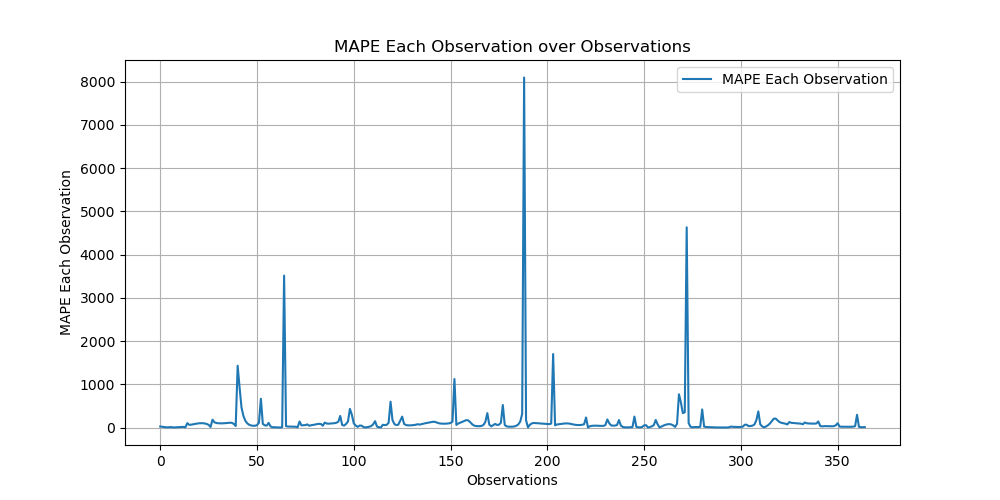 MAPE Each Observation over Observations
MAPE Each Observation
8000
7000
6000
5000
4000
3000
2000
1000
0
MAPE Each Observation
0 50 100 150 200 250 300 350
Observations